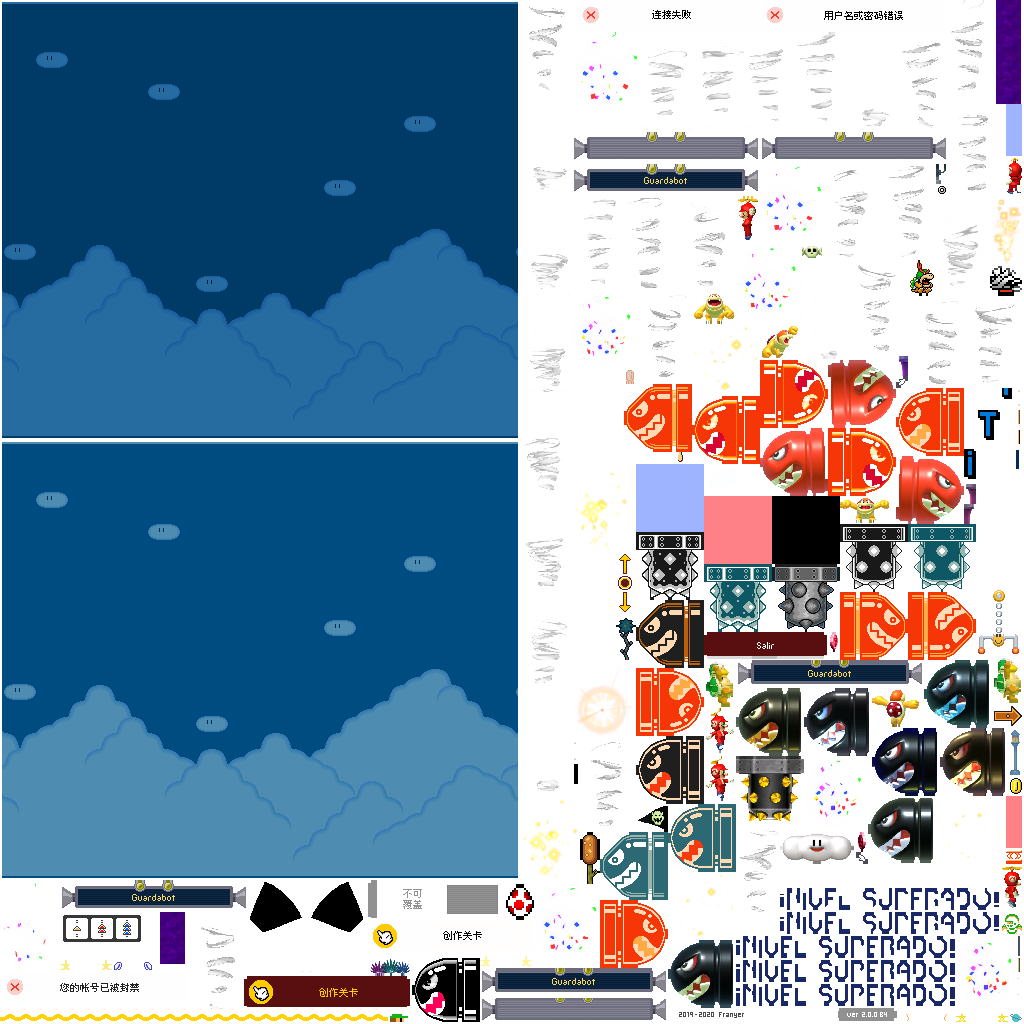 连接失败
用户名或密码错误
Guardabot
T
i
Salir
Guardabot
Guardabot
不可
覆盖
创作关卡
¡NIVEL SUPERADO!
¡NIVEL SUPERADO!
¡NIVEL SUPERADO!
¡NIVEL SUPERADO!
¡NIVEL SUPERADO!
您的帐号已被封禁
创作关卡
Guardabot
2019-2020 Franyer
ver 2.0.0 B4